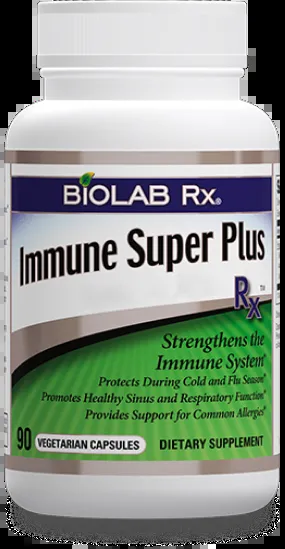 BIOLAB Rx®
Immune Super Plus
Rx™
Strengthens the
Immune System*
Protects During Cold and Flu Season*
Promotes Healthy Sinus and Respiratory Function*
Provides Support for Common Allergies*
90 VEGETARIAN CAPSULES DIETARY SUPPLEMENT